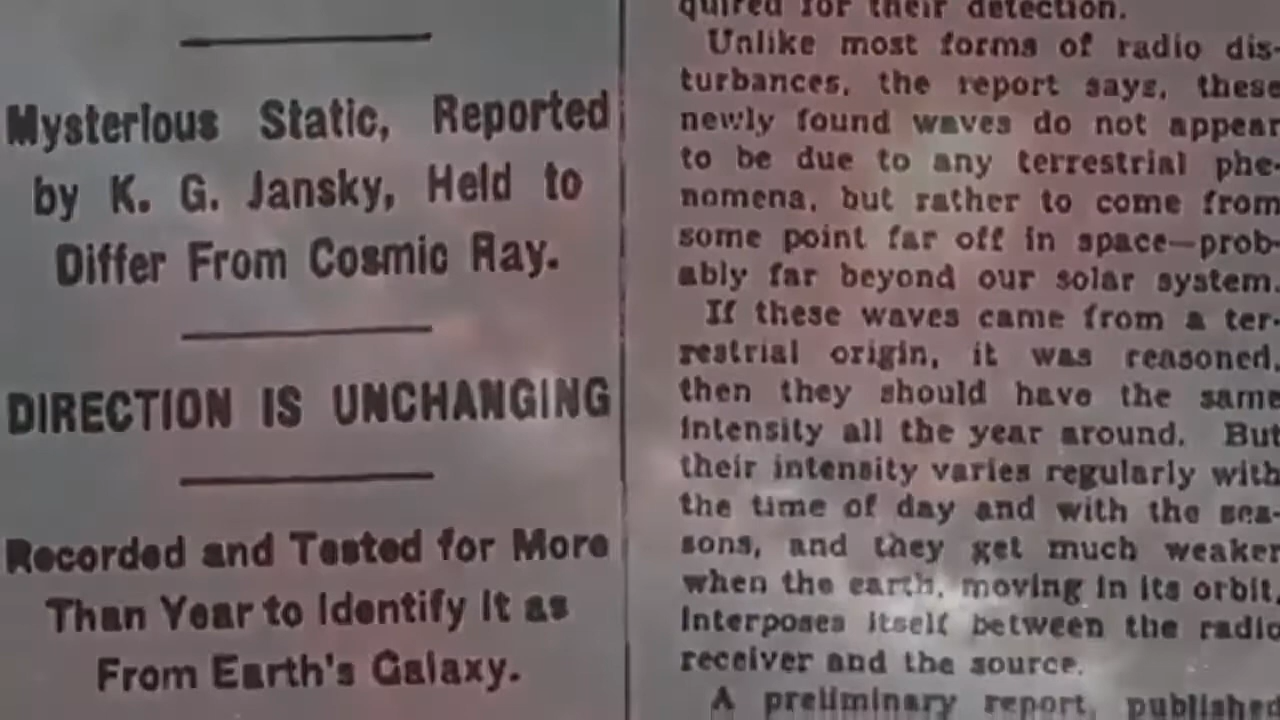 Mysterious Static, Reported
by K. G. Jansky, Held to
Differ From Cosmic Ray.
DIRECTION IS UNCHANGING
Recorded and Tested for More
Than Year to Identify It as
From Earth's Galaxy.
quired for their detection.
Unlike most forms of radio dis-
turbances, the report says, these
newly found waves do not appear
to be due to any terrestrial phe-
nomena, but rather to come from
some point far off in space—prob-
ably far beyond our solar system.
If these waves came from a ter-
restrial origin, it was reasoned,
then they should have the same
intensity all the year around. But
their intensity varies regularly with
the time of day and with the sea-
sons, and they get much weaker
when the earth, moving in its orbit,
interposes itself between the radio
receiver and the source.
A preliminary report, published